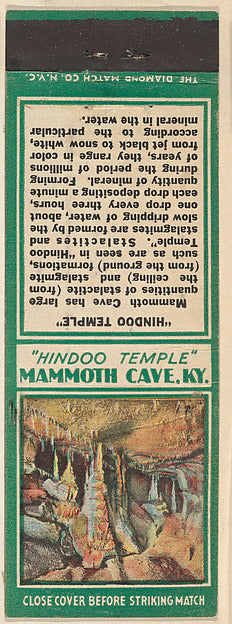 THE DIAMOND MATCH CO. N.Y.C.
"HINDOO TEMPLE"
Mammoth Cave has large
quantities of stalactite (from
the ceiling) and stalagmite
(from the ground) formations,
such as are seen in "Hindoo
Temple". Stalactites and
stalagmites are formed by the
slow dripping of water, about
one drop every three hours,
each drop depositing a minute
quantity of mineral. Forming
during the period of millions
of years, they range in color
from jet black to snow white,
according to the particular
mineral in the water.
"HINDOO TEMPLE"
MAMMOTH CAVE, KY.
CLOSE COVER BEFORE STRIKING MATCH